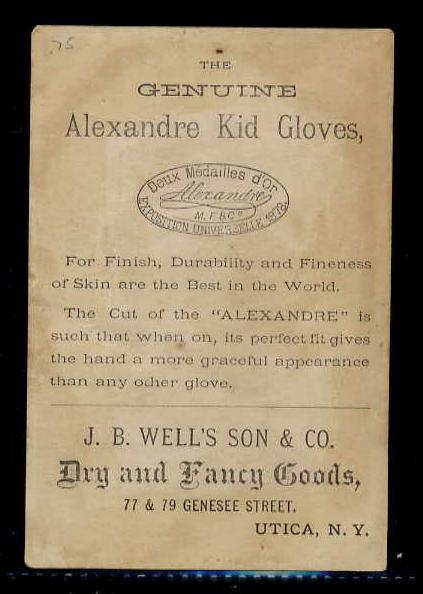 .75
THE
GENUINE
Alexandre Kid Gloves,
Deux Médailles d'Or
Alexandre
M. F. & Cº
EXPOSITION UNIVERSELLE 1878.
For Finish, Durability and Fineness
of Skin are the Best in the World.
The Cut of the "ALEXANDRE" is
such that when on, its perfect fit gives
the hand a more graceful appearance
than any other glove.
J. B. WELL'S SON & CO.
Dry and Fancy Goods,
77 & 79 GENESEE STREET.
UTICA, N. Y.